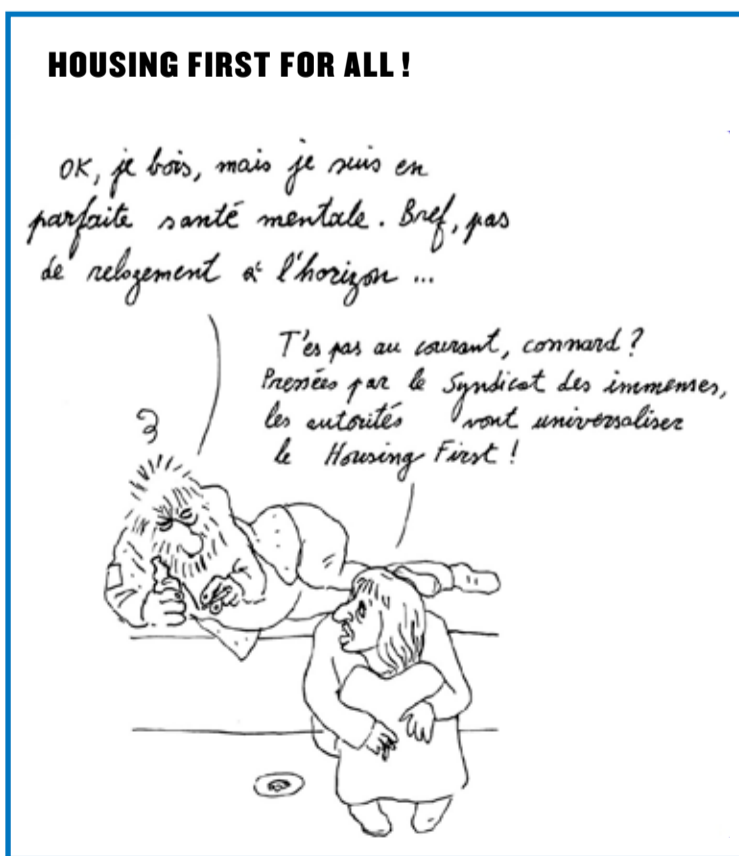 HOUSING FIRST FOR ALL !
OK, je bois, mais je suis en
parfaite santé mentale. Bref, pas
de relogement à l'horizon ...
T'es pas au courant, connard ?
Pressées par le Syndicat des immenses,
les autorités vont universaliser
le Housing First !